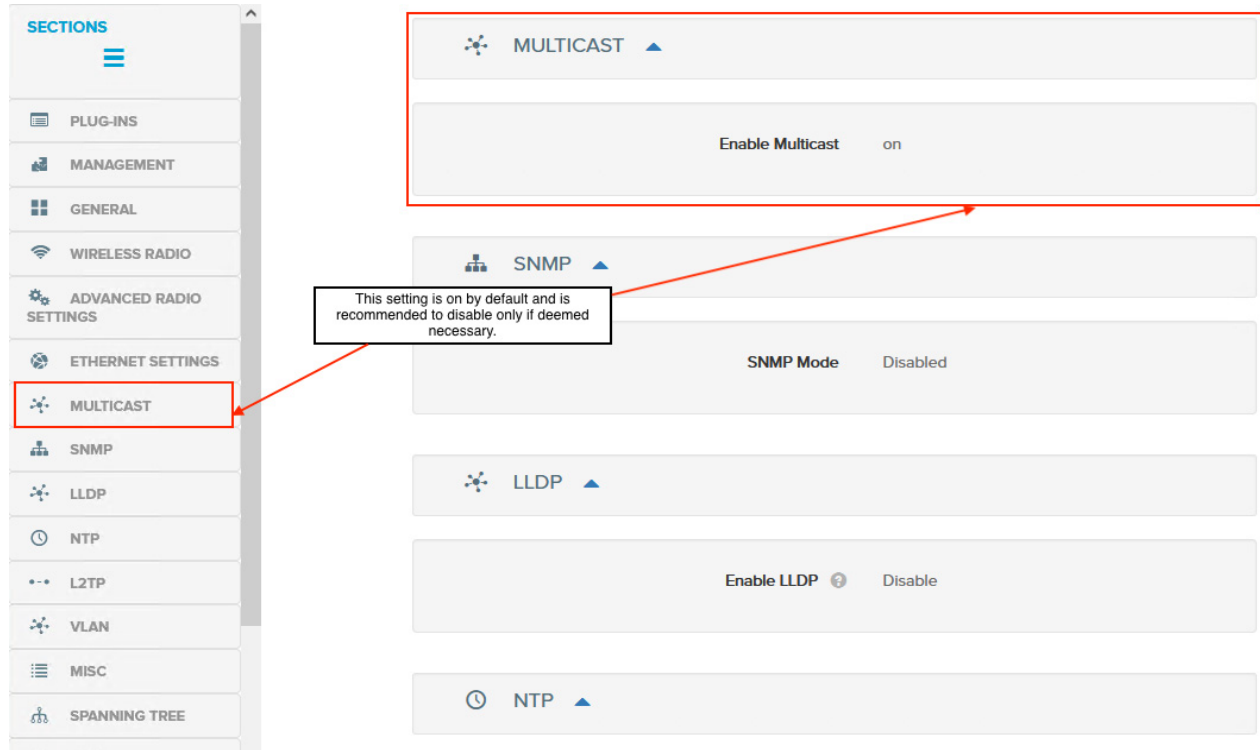 SECTIONS
PLUG-INS
MANAGEMENT
GENERAL
WIRELESS RADIO
ADVANCED RADIO
SETTINGS
ETHERNET SETTINGS
MULTICAST
SNMP
LLDP
NTP
L2TP
VLAN
MISC
SPANNING TREE
MULTICAST
Enable Multicast on
This setting is on by default and is
recommended to disable only if deemed
necessary.
SNMP
SNMP Mode Disabled
LLDP
Enable LLDP ? Disable
NTP